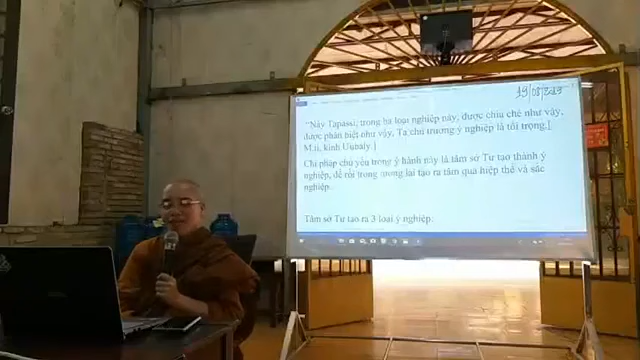 19/08/2019
“Này Tapassi, trong ba loại nghiệp này, được chia chẻ như vậy,
được phân biệt như vậy, Ta chủ trương ý nghiệp là tối trọng.[
M.ii, kinh Upaly ]
Chi pháp chủ yếu trong ý hành này là tâm sở Tư tạo thành ý
nghiệp, để rồi trong tương lai tạo ra tâm quả hiệp thế và sắc
nghiệp.
Tâm sở Tư tạo ra 3 loại ý nghiệp.